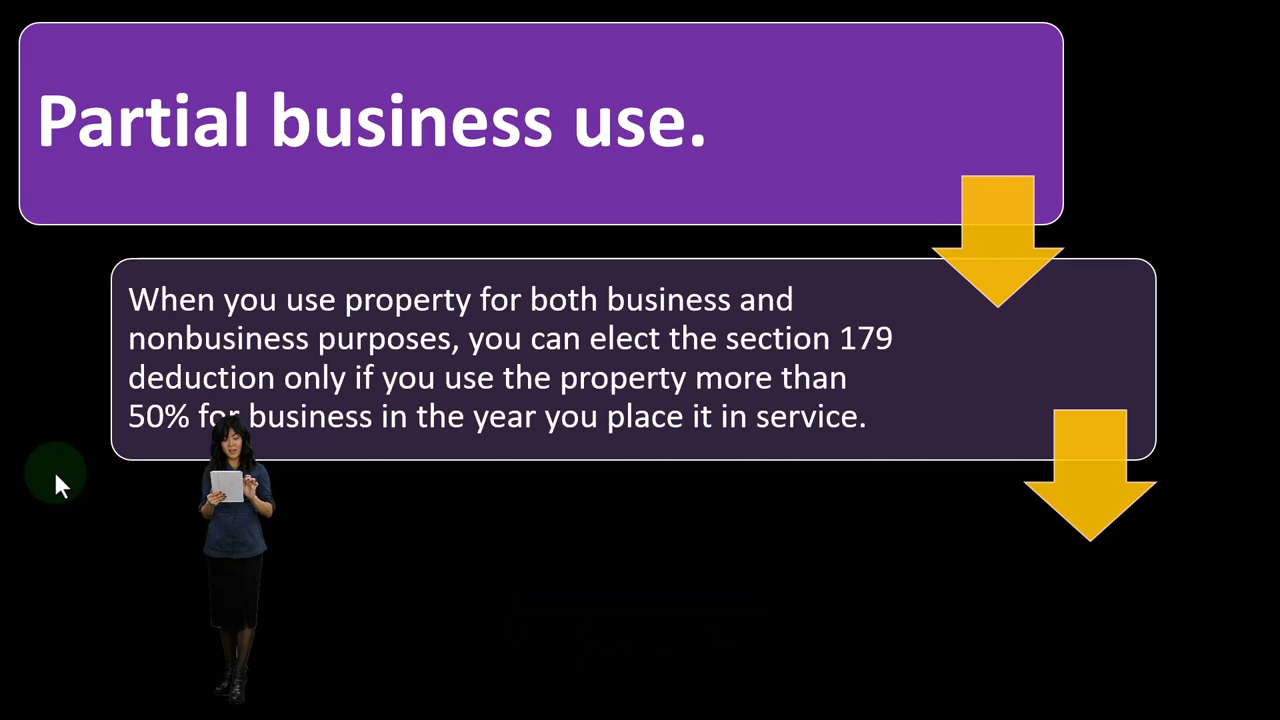 Partial business use.
When you use property for both business and
nonbusiness purposes, you can elect the section 179
deduction only if you use the property more than
50% for business in the year you place it in service.